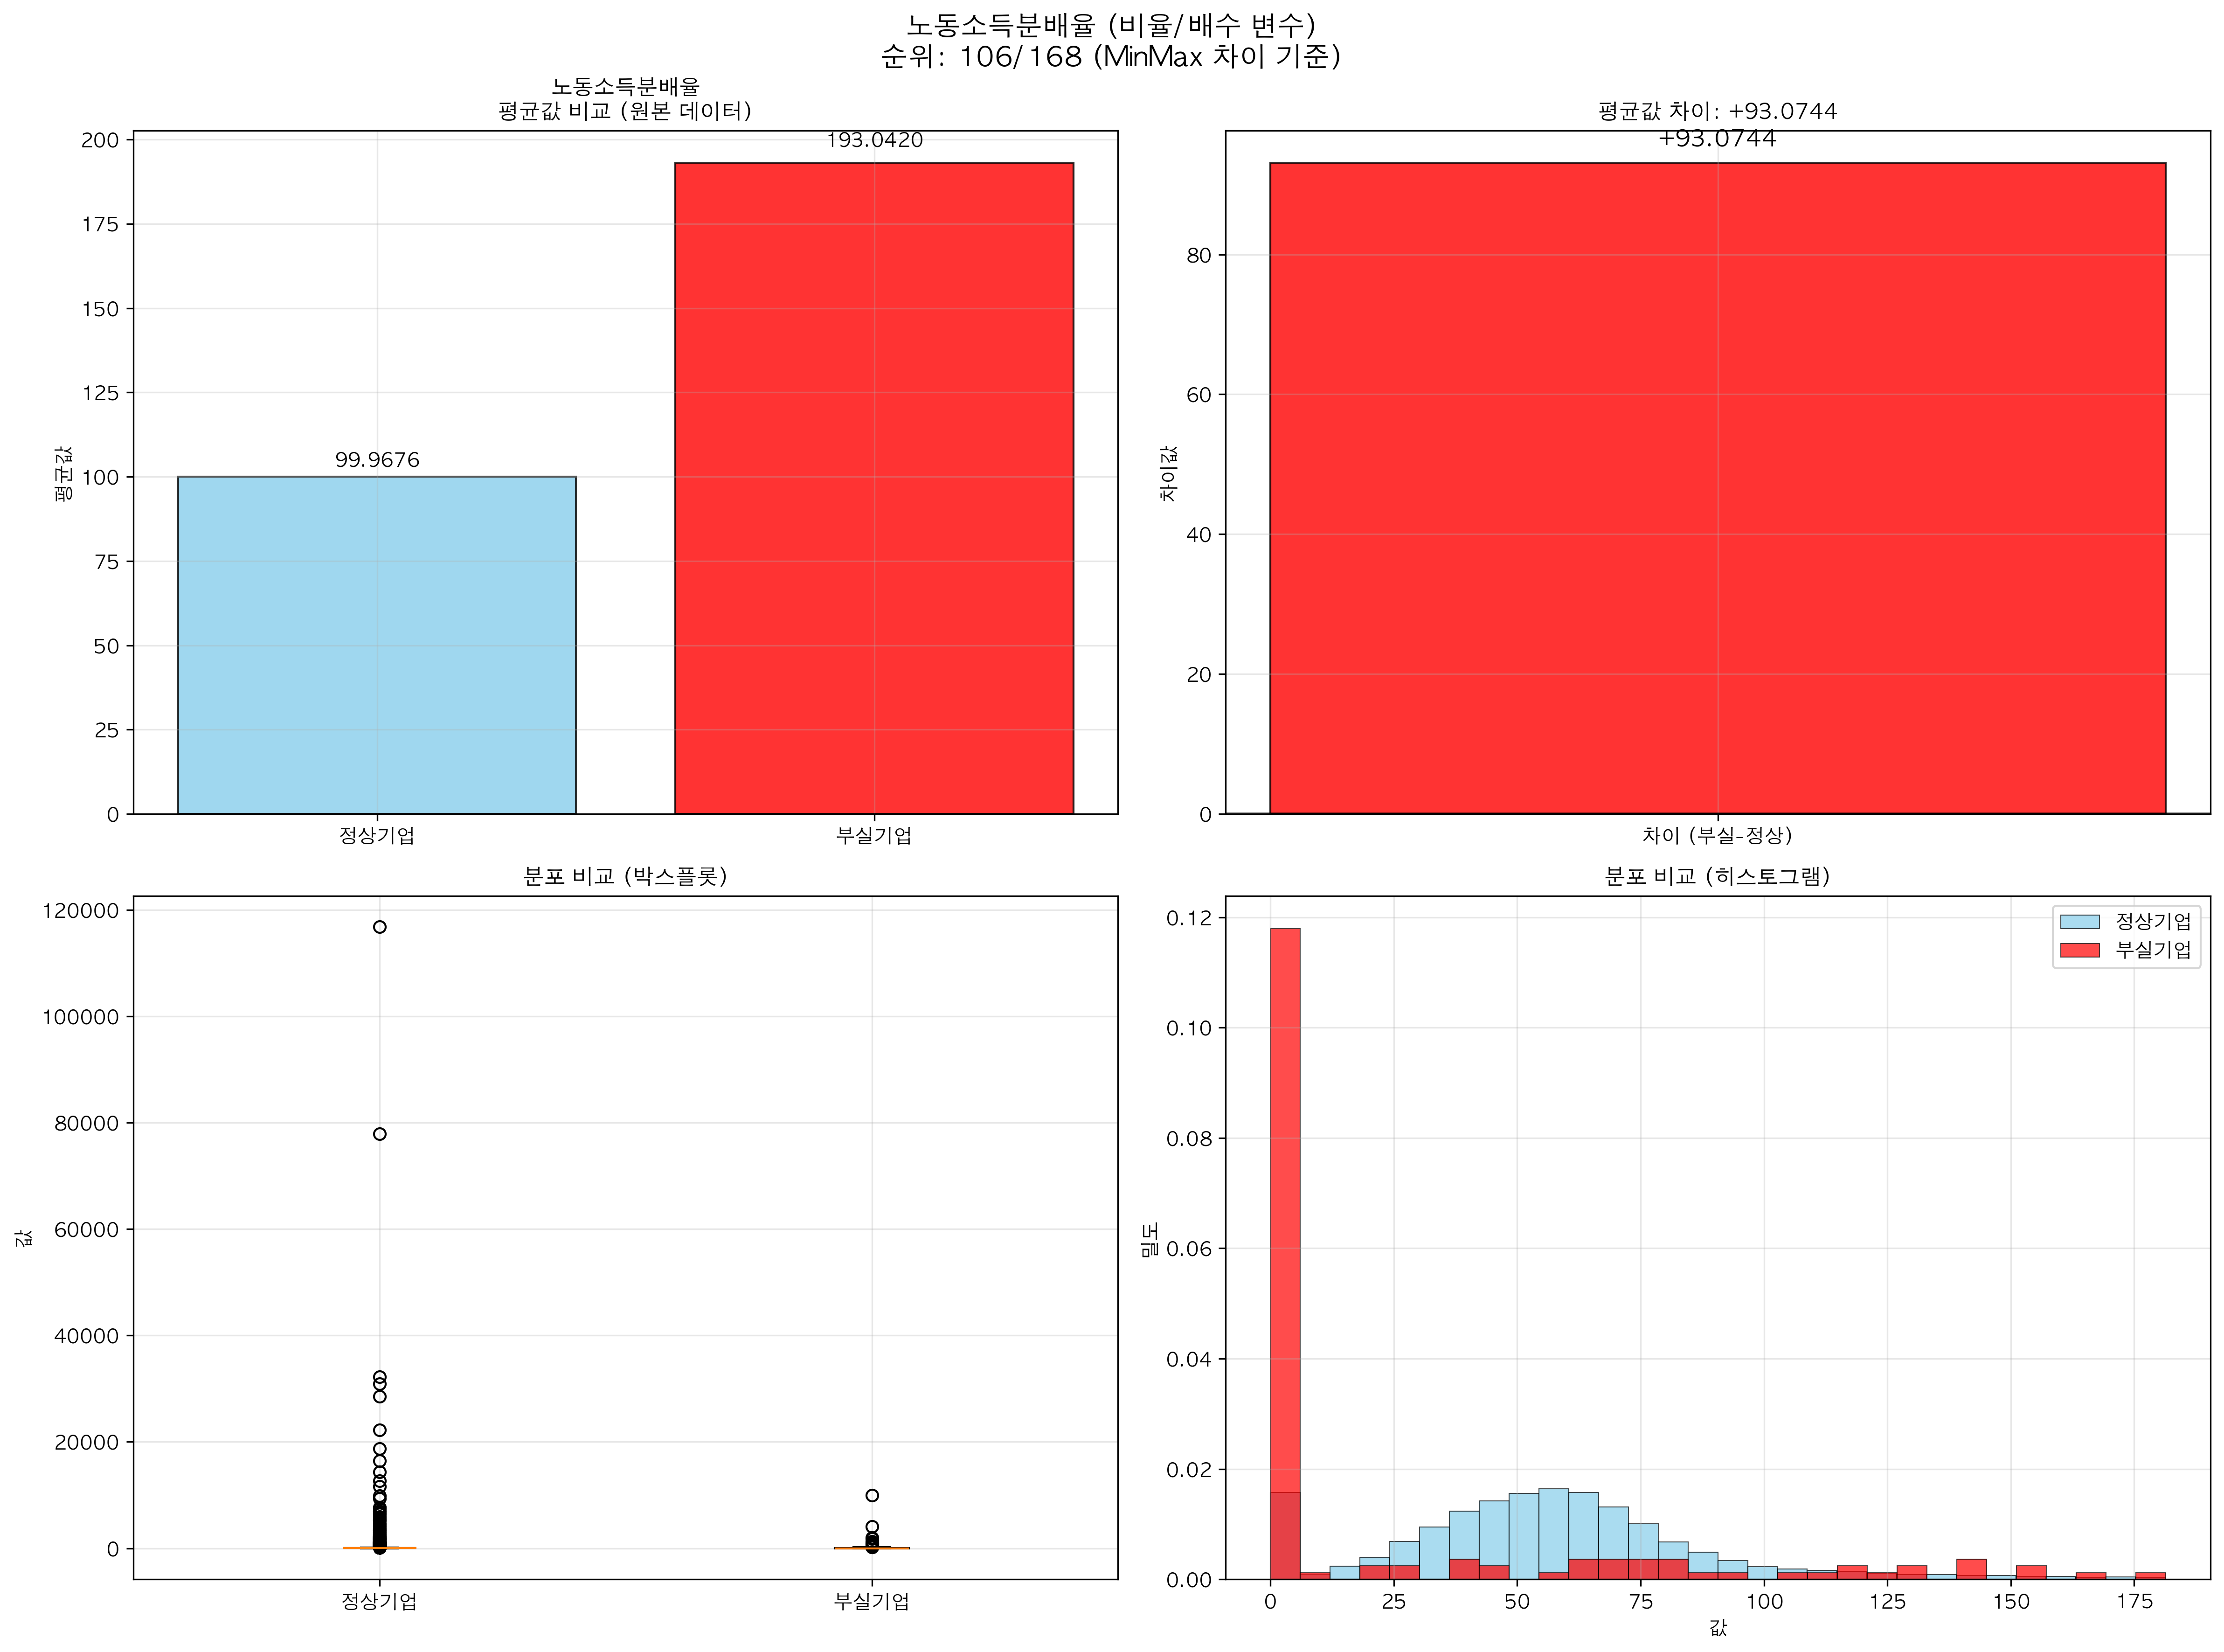 노동소득분배율 (비율/배수 변수)
순위: 106/168 (MinMax 차이 기준)
노동소득분배율
평균값 비교 (원본 데이터)
200
175
150
125
100
75
50
25
0
평균값
99.9676
193.0420
정상기업
부실기업
평균값 차이: +93.0744
+93.0744
80
60
40
20
0
차이값
차이 (부실-정상)
분포 비교 (박스플롯)
120000
100000
80000
60000
40000
20000
0
값
정상기업
부실기업
분포 비교 (히스토그램)
정상기업
부실기업
0.12
0.10
0.08
0.06
0.04
0.02
0.00
밀도
0
25
50
75
100
125
150
175
값